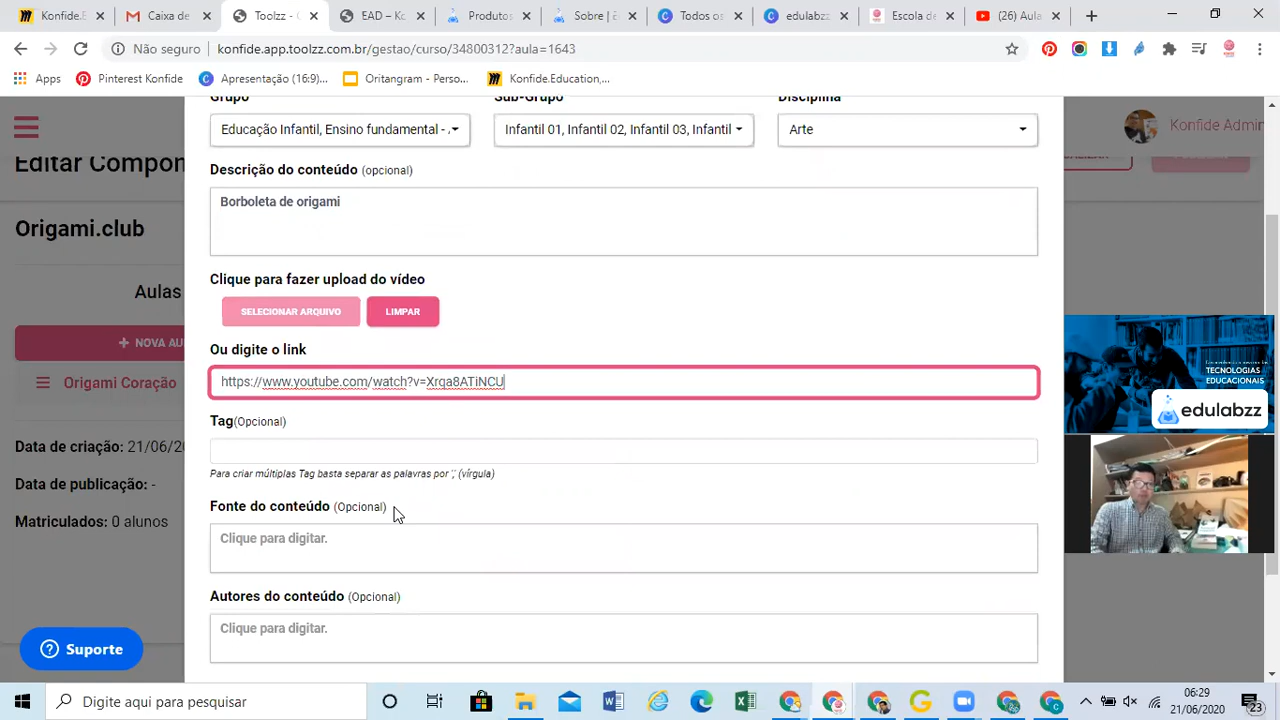 Konfide.E
Caixa de
Toolzz - C
EAD – Kc
Produtos
Sobre |
Todos o
edulabzz
Escola de
(26) Aula
Não seguro
konfide.app.toolzz.com.br/gestao/curso/34800312?aula=1643
Apps
Pinterest Konfide
Apresentação (16:9)...
Oritangram - Perso...
Konfide.Education,...
Grupo
Sub-Grupo
Disciplina
Educação Infantil, Ensino fundamental - ,
Infantil 01, Infantil 02, Infantil 03, Infantil
Arte
Konfide Admin
Editar Compon
Descrição do conteúdo (opcional)
Borboleta de origami
Origami.club
Clique para fazer upload do vídeo
Aulas
SELECIONAR ARQUIVO
LIMPAR
+ NOVA AU
Ou digite o link
Origami Coração
https://www.youtube.com/watch?v=Xrqa8ATiNCU
TECNOLOGIAS
EDUCACIONAIS
edulabzz
Tag(Opcional)
Data de criação: 21/06/20
Para criar múltiplas Tag basta separar as palavras por ',' (vírgula)
Data de publicação: -
Fonte do conteúdo (Opcional)
Matriculados: 0 alunos
Clique para digitar.
Autores do conteúdo (Opcional)
Clique para digitar.
Suporte
Digite aqui para pesquisar
06:29
21/06/2020
23